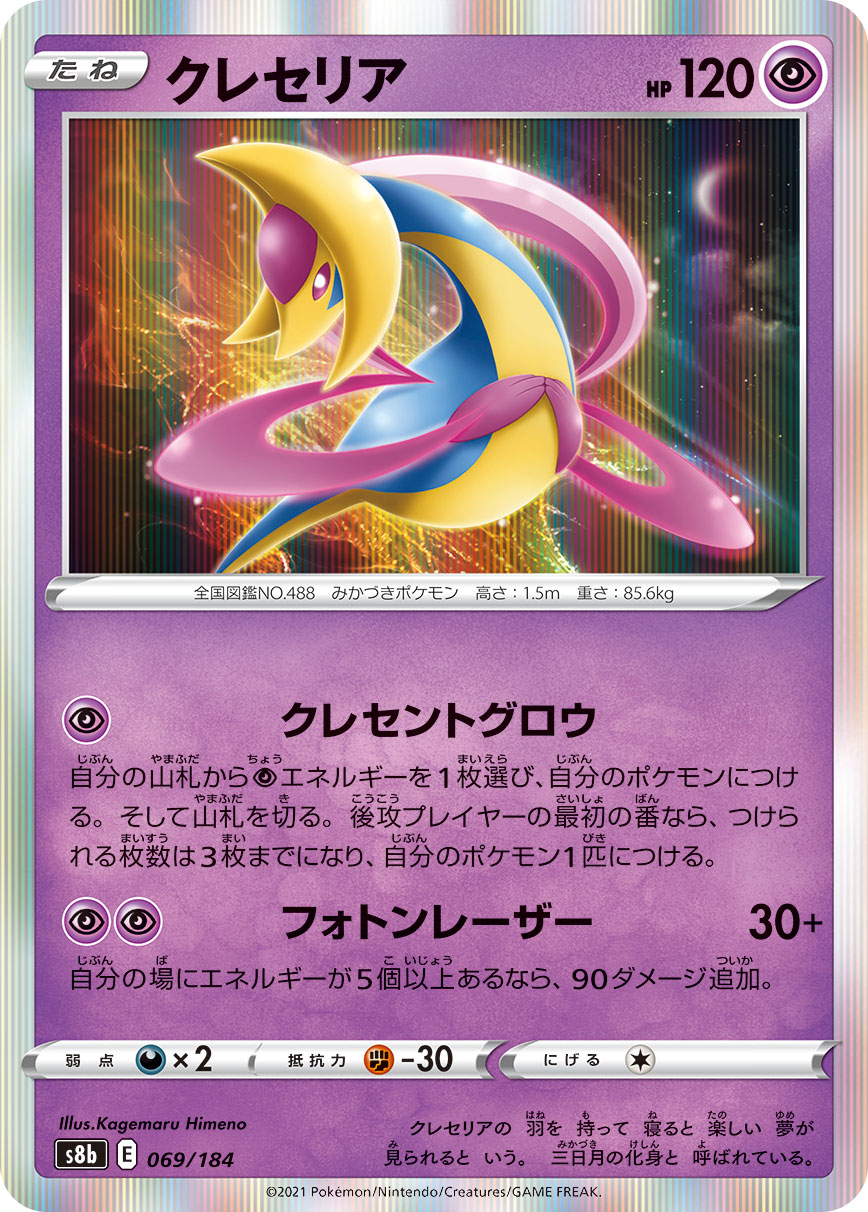 たね クレセリア HP 120
全国図鑑NO.488 みかづきポケモン 高さ：1.5m 重さ：85.6kg
クレセントグロウ
自分の山札からエネルギーを1枚選び、自分のポケモンにつけ
る。そして山札を切る。後攻プレイヤーの最初の番なら、つけら
れる枚数は3枚までになり、自分のポケモン1匹につける。
フォトンレーザー 30+
自分の場にエネルギーが5個以上あるなら、90ダメージ追加。
弱点 ×2 抵抗力 -30 にげる
Illus.Kagemaru Himeno
クレセリアの 羽を 持って 寝ると 楽しい 夢が
見られると いう。 三日月の化身と 呼ばれている。
s8b E 069/184
©2021 Pokémon/Nintendo/Creatures/GAME FREAK.